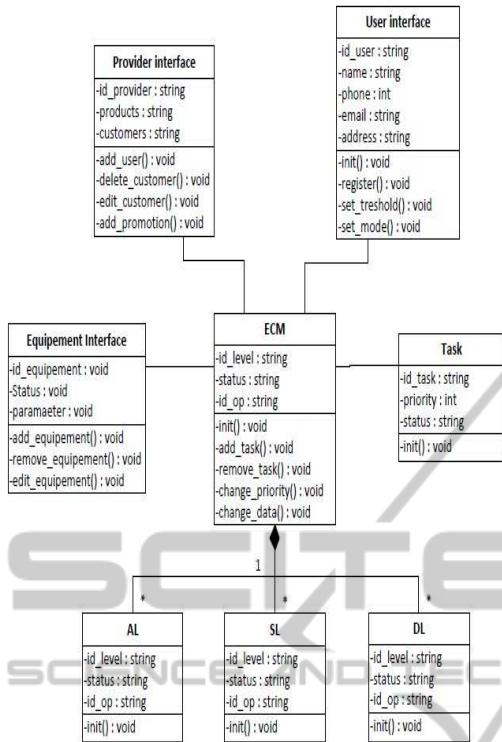 User interface
-id_user : string
-name : string
-phone : int
-email : string
-address : string
-init() : void
-register() : void
-set_treshold() : void
-set_mode() : void
Provider interface
-id_provider : string
-products : string
-customers : string
-add_user() : void
-delete_customer() : void
-edit_customer() : void
-add_promotion() : void
Equipement Interface
-id_equipement : void
-Status : void
-paramaeter : void
-add_equipement() : void
-remove_equipement() : void
-edit_equipement() : void
ECM
-id_level : string
-status : string
-id_op : string
-init() : void
-add_task() : void
-remove_task() : void
-change_priority() : void
-change_data() : void
Task
-id_task : string
-priority : int
-status : string
-init() : void
1
* * *
AL
-id_level : string
-status : string
-id_op : string
-init() : void
SL
-id_level : string
-status : string
-id_op : string
-init() : void
DL
-id_level : string
-status : string
-id_op : string
-init() : void
SCITE
SCIENCE AND TEC